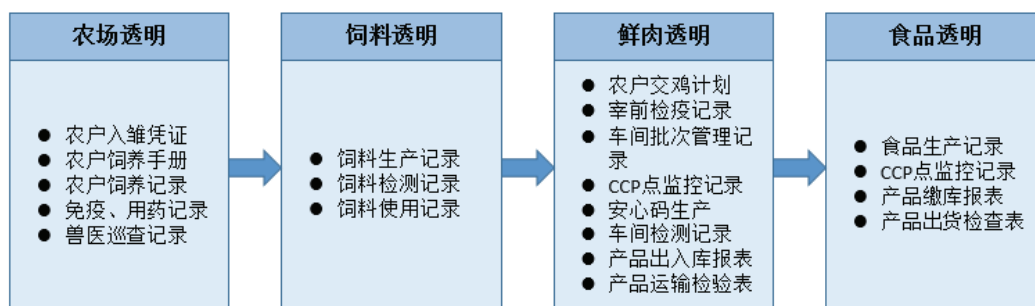 农场透明
农户入雏凭证
农户饲养手册
农户饲养记录
免疫、用药记录
兽医巡查记录
饲料透明
饲料生产记录
饲料检测记录
饲料使用记录
鲜肉透明
农户交鸡计划
宰前检疫记录
车间批次管理记
录
CCP点监控记录
安心码生产
车间检测记录
产品出入库报表
产品运输检验表
食品透明
食品生产记录
CCP点监控记录
产品缴库报表
产品出货检查表